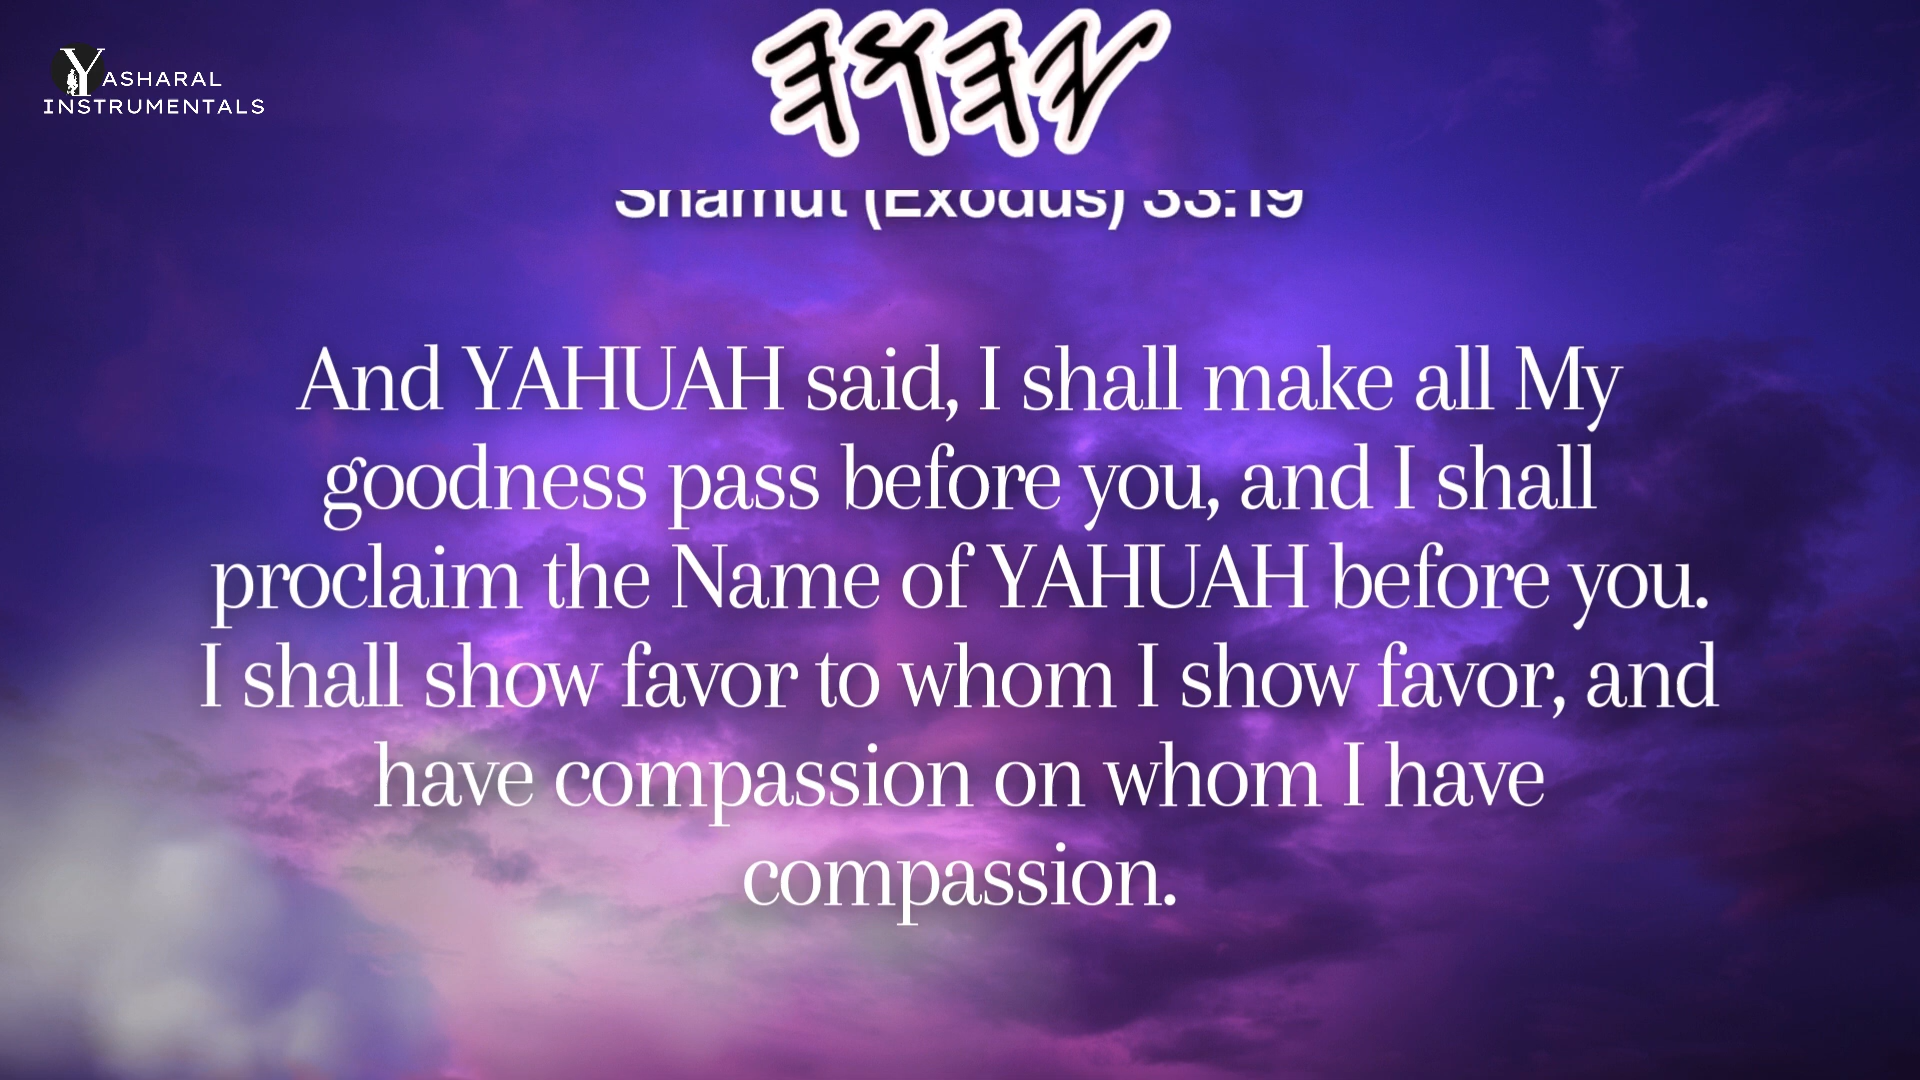 YASHARAL
INSTRUMENTALS
𐤉𐤄𐤅𐤄
Shamut (Exodus) 33:19
And YAHUAH said, I shall make all My
goodness pass before you, and I shall
proclaim the Name of YAHUAH before you.
I shall show favor to whom I show favor, and
have compassion on whom I have
compassion.